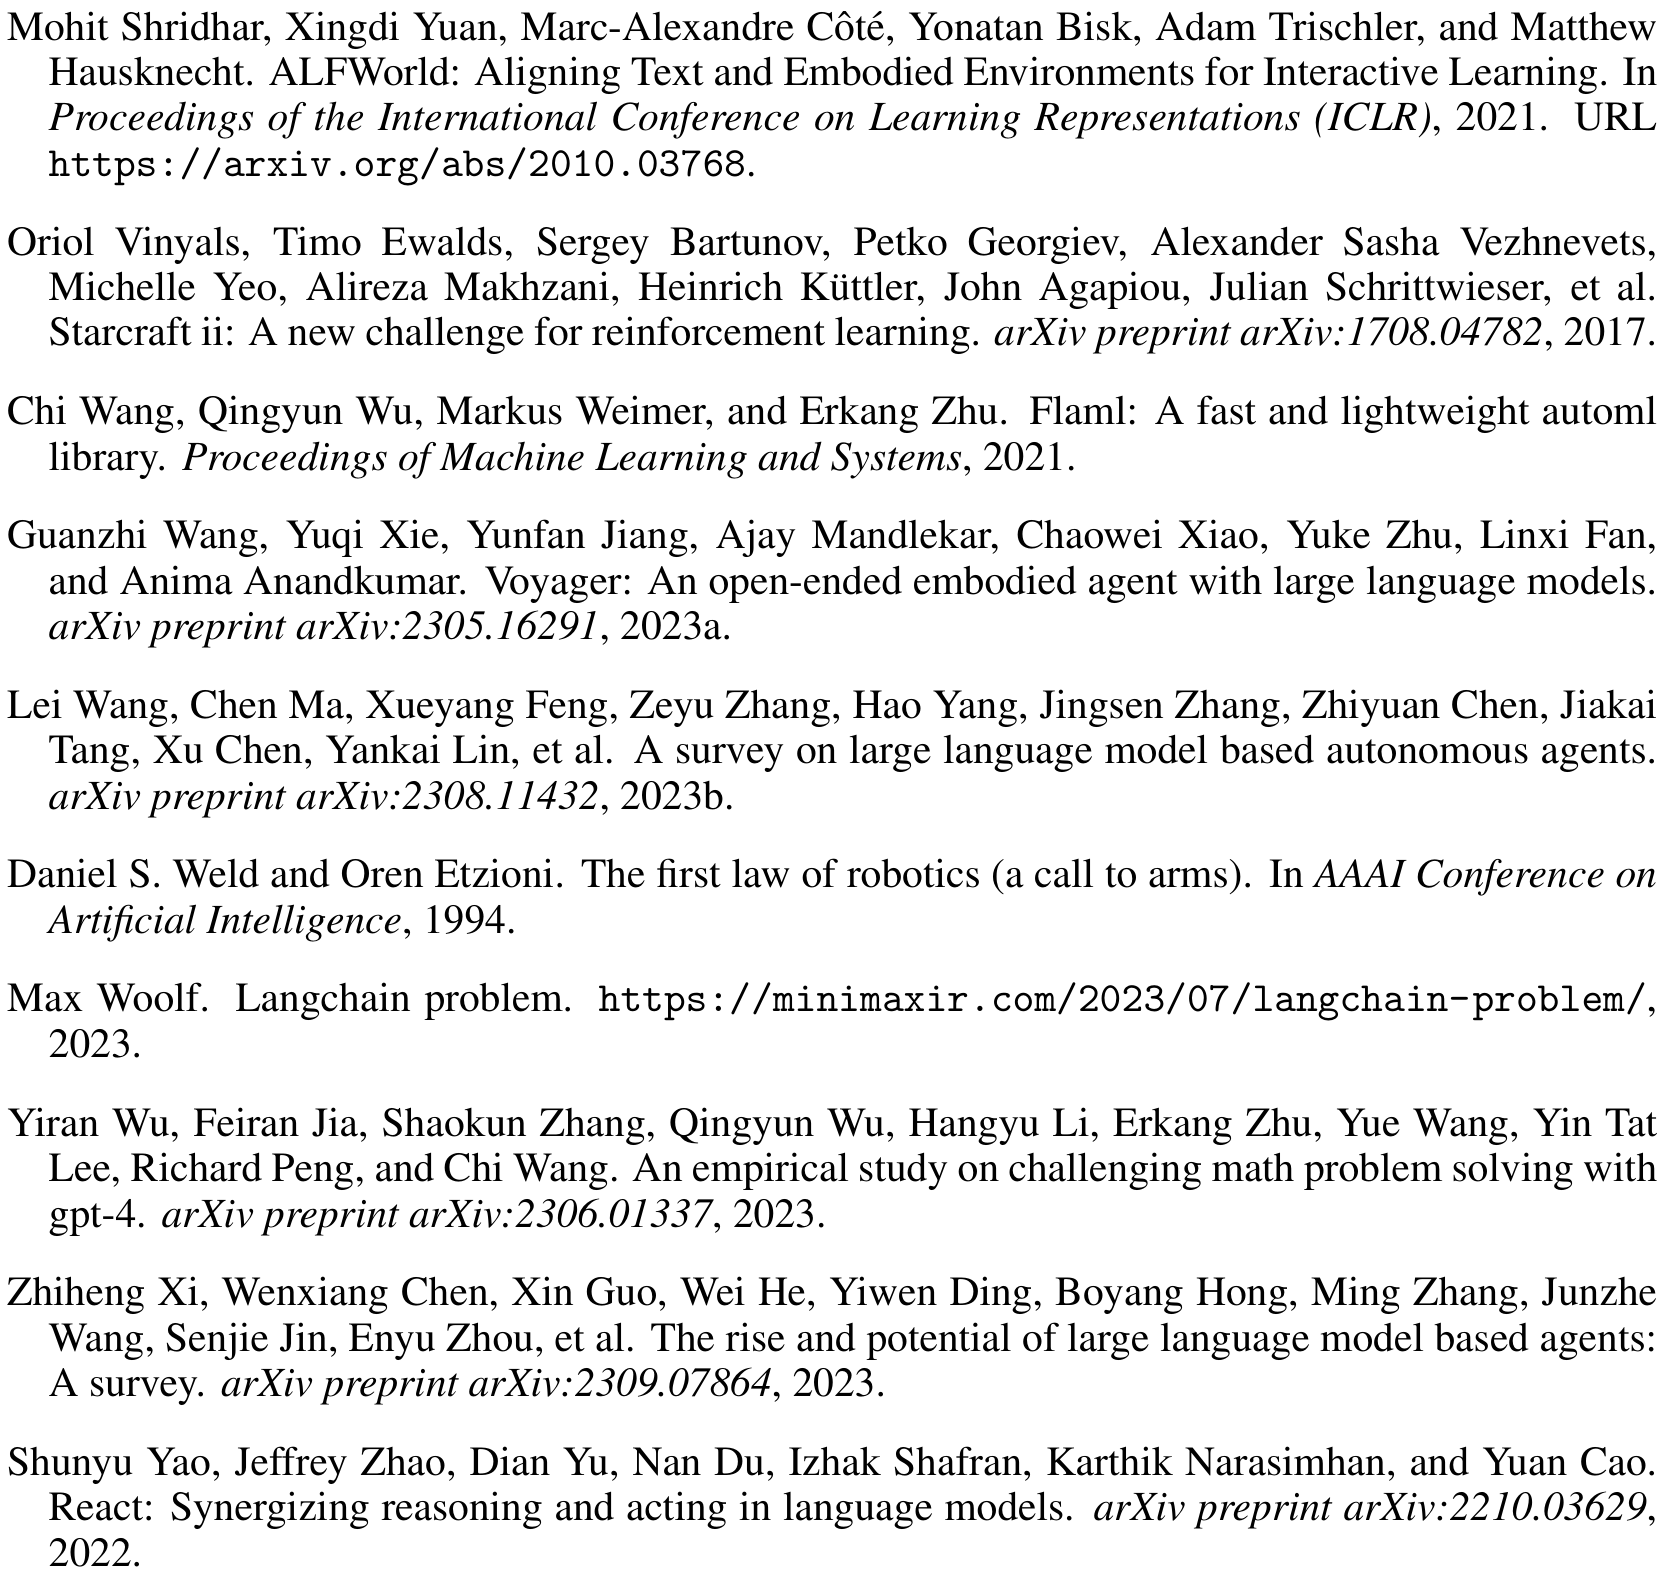 Mohit Shridhar, Xingdi Yuan, Marc-Alexandre Côté, Yonatan Bisk, Adam Trischler, and Matthew
Hausknecht. ALFWorld: Aligning Text and Embodied Environments for Interactive Learning. In
Proceedings of the International Conference on Learning Representations (ICLR), 2021. URL
https://arxiv.org/abs/2010.03768.
Oriol Vinyals, Timo Ewalds, Sergey Bartunov, Petko Georgiev, Alexander Sasha Vezhnevets,
Michelle Yeo, Alireza Makhzani, Heinrich Küttler, John Agapiou, Julian Schrittwieser, et al.
Starcraft ii: A new challenge for reinforcement learning. arXiv preprint arXiv:1708.04782, 2017.
Chi Wang, Qingyun Wu, Markus Weimer, and Erkang Zhu. Flaml: A fast and lightweight automl
library. Proceedings of Machine Learning and Systems, 2021.
Guanzhi Wang, Yuqi Xie, Yunfan Jiang, Ajay Mandlekar, Chaowei Xiao, Yuke Zhu, Linxi Fan,
and Anima Anandkumar. Voyager: An open-ended embodied agent with large language models.
arXiv preprint arXiv:2305.16291, 2023a.
Lei Wang, Chen Ma, Xueyang Feng, Zeyu Zhang, Hao Yang, Jingsen Zhang, Zhiyuan Chen, Jiakai
Tang, Xu Chen, Yankai Lin, et al. A survey on large language model based autonomous agents.
arXiv preprint arXiv:2308.11432, 2023b.
Daniel S. Weld and Oren Etzioni. The first law of robotics (a call to arms). In AAAI Conference on
Artificial Intelligence, 1994.
Max Woolf. Langchain problem. https://minimaxir.com/2023/07/langchain-problem/,
2023.
Yiran Wu, Feiran Jia, Shaokun Zhang, Qingyun Wu, Hangyu Li, Erkang Zhu, Yue Wang, Yin Tat
Lee, Richard Peng, and Chi Wang. An empirical study on challenging math problem solving with
gpt-4. arXiv preprint arXiv:2306.01337, 2023.
Zhiheng Xi, Wenxiang Chen, Xin Guo, Wei He, Yiwen Ding, Boyang Hong, Ming Zhang, Junzhe
Wang, Senjie Jin, Enyu Zhou, et al. The rise and potential of large language model based agents:
A survey. arXiv preprint arXiv:2309.07864, 2023.
Shunyu Yao, Jeffrey Zhao, Dian Yu, Nan Du, Izhak Shafran, Karthik Narasimhan, and Yuan Cao.
React: Synergizing reasoning and acting in language models. arXiv preprint arXiv:2210.03629,
2022.